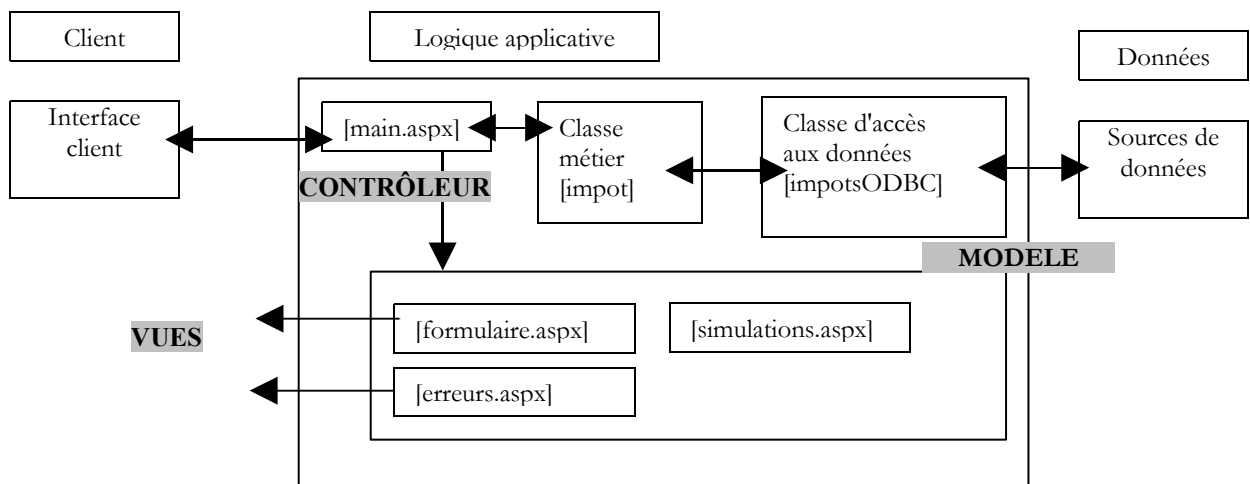 Client
Logique applicative
Données
Interface
client
[main.aspx]
Classe
métier
[impot]
Classe d'accès
aux données
[impotsODBC]
Sources de
données
CONTRÔLEUR
MODELE
VUES
[formulaire.aspx]
[simulations.aspx]
[erreurs.aspx]